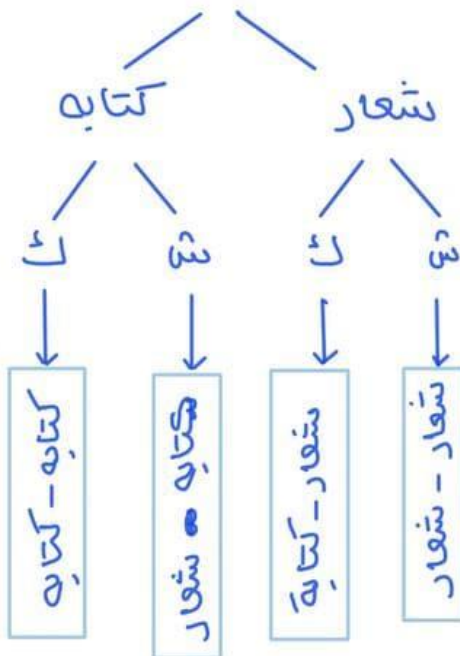 شعار كتابه
ش ك ش ك
شعار - شعار
شعار - كتابة
كتابه - شعار
كتابه - كتابه